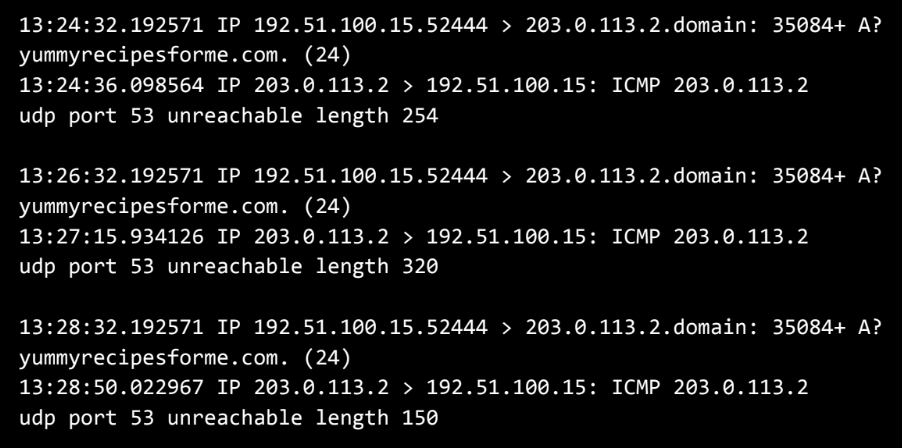 13:24:32.192571 IP 192.51.100.15.52444 > 203.0.113.2.domain: 35084+ A?
yummyrecipesforme.com. (24)
13:24:36.098564 IP 203.0.113.2 > 192.51.100.15: ICMP 203.0.113.2
udp port 53 unreachable length 254
13:26:32.192571 IP 192.51.100.15.52444 > 203.0.113.2.domain: 35084+ A?
yummyrecipesforme.com. (24)
13:27:15.934126 IP 203.0.113.2 > 192.51.100.15: ICMP 203.0.113.2
udp port 53 unreachable length 320
13:28:32.192571 IP 192.51.100.15.52444 > 203.0.113.2.domain: 35084+ A?
yummyrecipesforme.com. (24)
13:28:50.022967 IP 203.0.113.2 > 192.51.100.15: ICMP 203.0.113.2
udp port 53 unreachable length 150